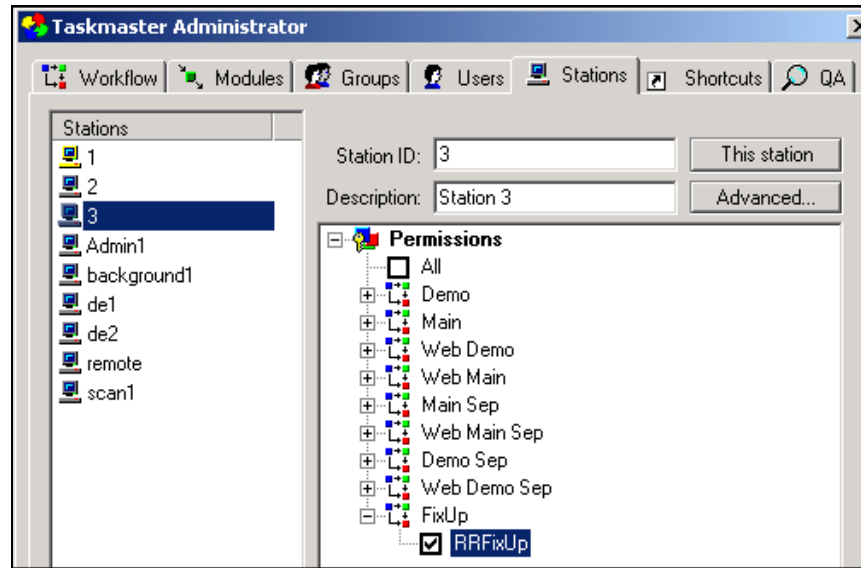 Taskmaster Administrator
Workflow Modules Groups Users Stations Shortcuts QA
Stations
1
2
3
Admin1
background1
de1
de2
remote
scan1
Station ID: 3 This station
Description: Station 3 Advanced...
Permissions
All
Demo
Main
Web Demo
Web Main
Main Sep
Web Main Sep
Demo Sep
Web Demo Sep
FixUp
RRFixUp